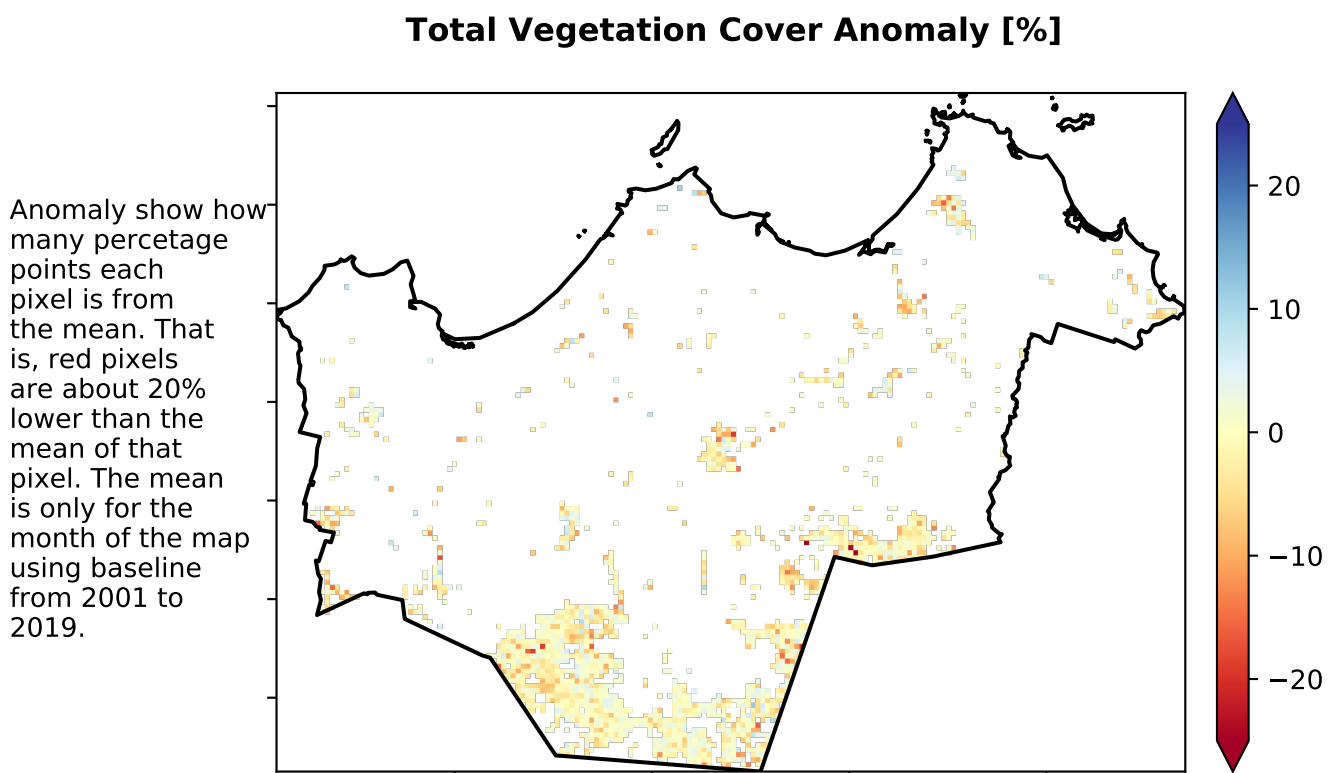 Total Vegetation Cover Anomaly [%]
Anomaly show how
many percetage
points each
pixel is from
the mean. That
is, red pixels
are about 20%
lower than the
mean of that
pixel. The mean
is only for the
month of the map
using baseline
from 2001 to
2019.
20
10
0
−10
−20